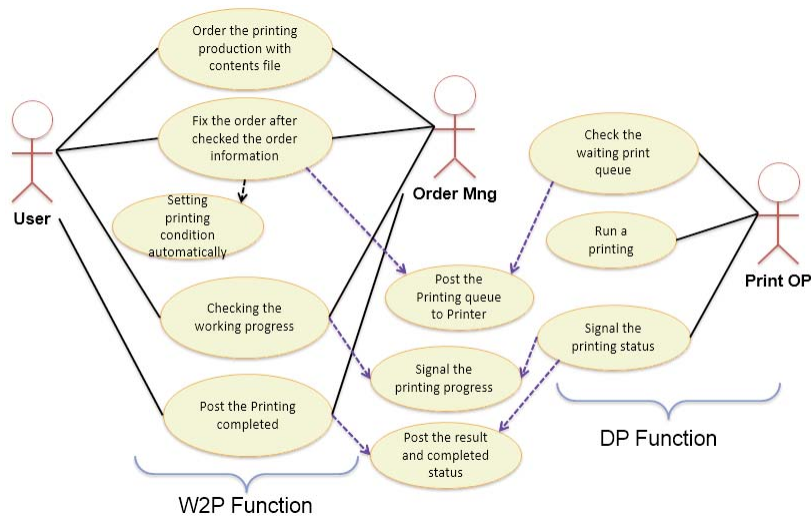 Order the printing
production with
contents file
Fix the order after
checked the order
information
Setting
printing
condition
automatically
User
Order Mng
Check the
waiting print
queue
Run a
printing
Print OP
Post the
Printing queue
to Printer
Checking the
working progress
Signal the
printing status
Signal the
printing progress
Post the Printing
completed
Post the result
and completed
status
DP Function
W2P Function